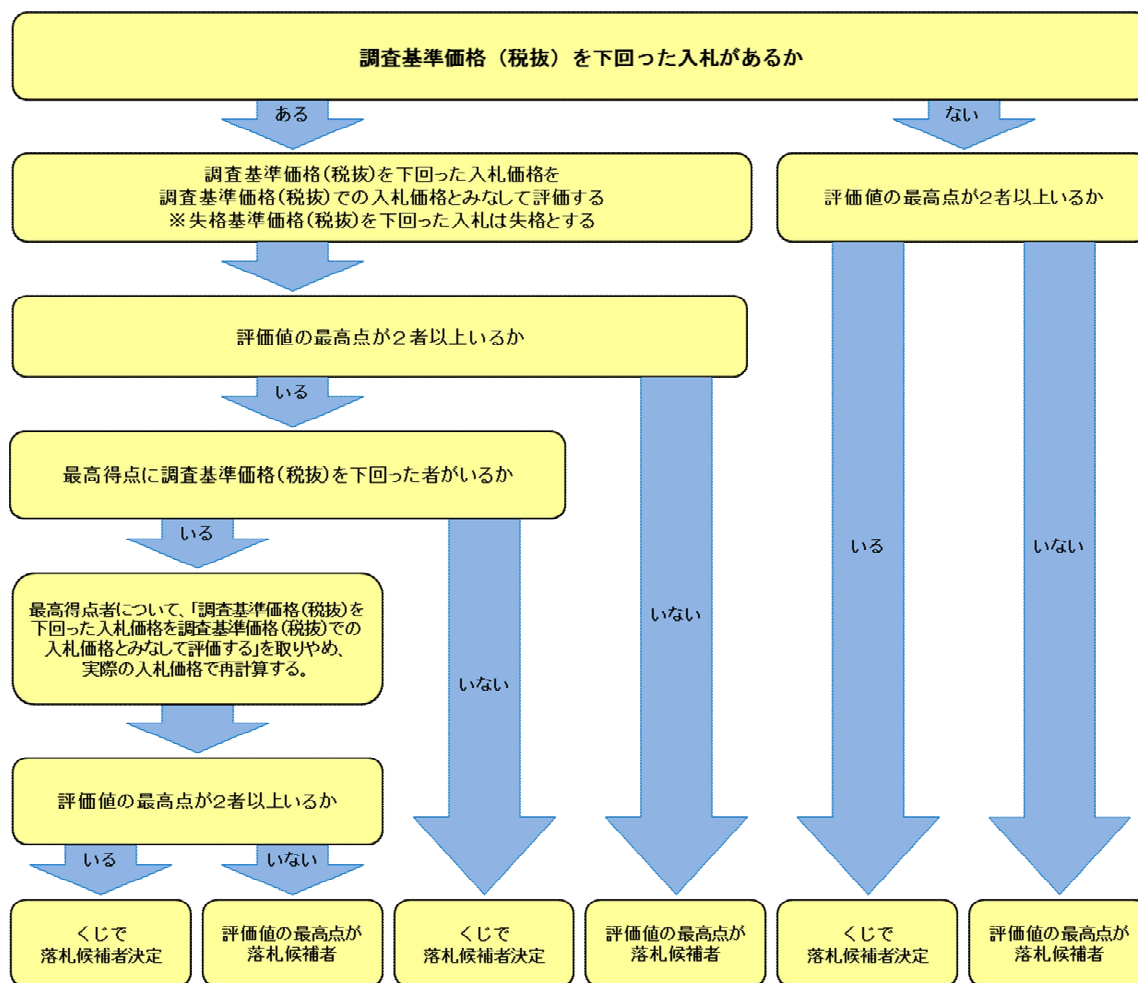 調査基準価格（税抜）を下回った入札があるか
ある
ない
調査基準価格(税抜)を下回った入札価格を
調査基準価格(税抜)での入札価格とみなして評価する
※失格基準価格(税抜)を下回った入札は失格とする
評価値の最高点が2者以上いるか
評価値の最高点が２者以上いるか
いる
いない
いる
いない
最高得点に調査基準価格(税抜)を下回った者がいるか
いる
いない
最高得点者について、「調査基準価格(税抜)を
下回った入札価格を調査基準価格(税抜)での
入札価格とみなして評価する」を取りやめ、
実際の入札価格で再計算する。
評価値の最高点が2者以上いるか
いる
いない
くじで
落札候補者決定
評価値の最高点が
落札候補者
くじで
落札候補者決定
評価値の最高点が
落札候補者
くじで
落札候補者決定
評価値の最高点が
落札候補者